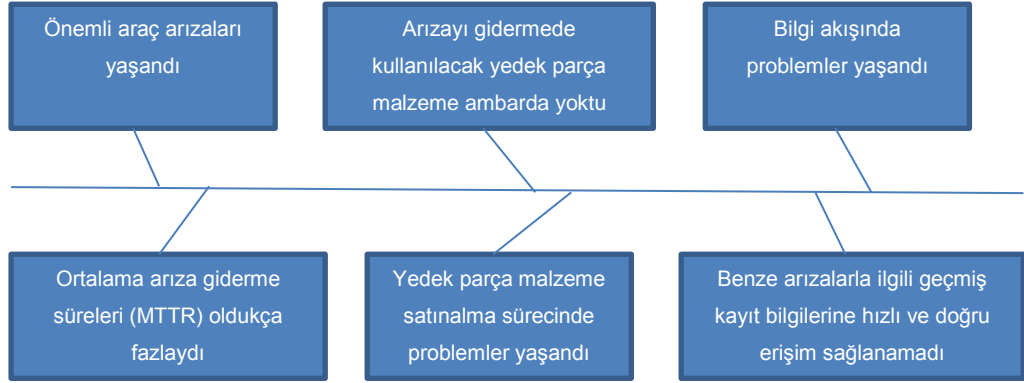 Önemli araç arızaları
yaşandı
Arızayı gidermede
kullanılacak yedek parça
malzeme ambarda yoktu
Bilgi akışında
problemler yaşandı
Ortalama arıza giderme
süreleri (MTTR) oldukça
fazlaydı
Yedek parça malzeme
satınalma sürecinde
problemler yaşandı
Benze arızalarla ilgili geçmiş
kayıt bilgilerine hızlı ve doğru
erişim sağlanamadı